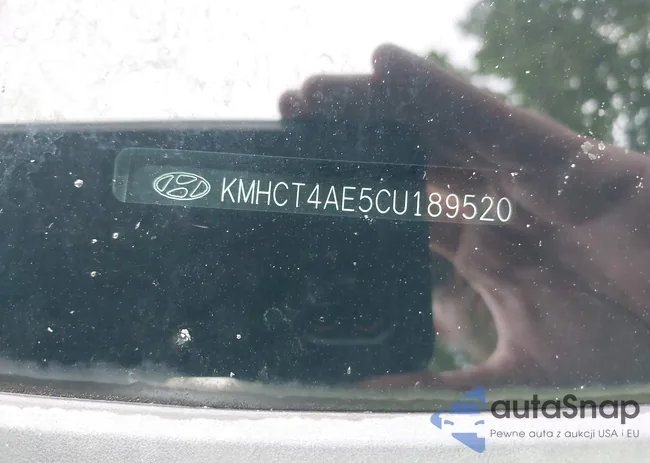 KMHCT4AE5CU189520
autaSnap
Pewne auta z aukcji USA i EU